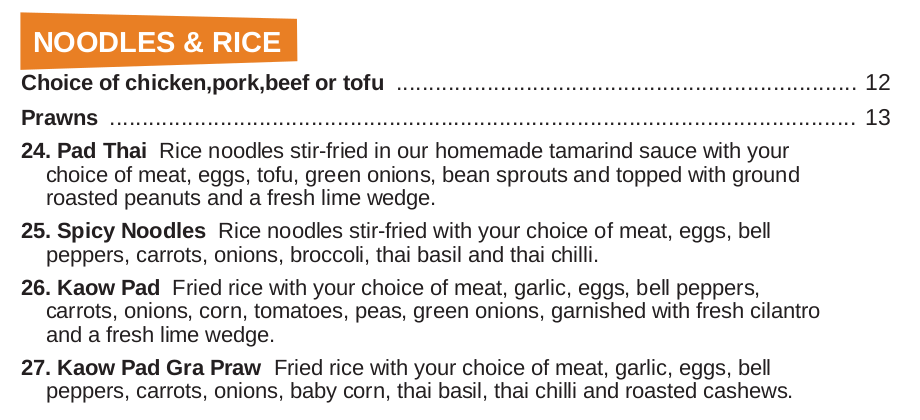 NOODLES & RICE
Choice of chicken,pork,beef or tofu ........................................................................ 12
Prawns .................................................................................................................... 13
24. Pad Thai Rice noodles stir-fried in our homemade tamarind sauce with your
choice of meat, eggs, tofu, green onions, bean sprouts and topped with ground
roasted peanuts and a fresh lime wedge.
25. Spicy Noodles Rice noodles stir-fried with your choice of meat, eggs, bell
peppers, carrots, onions, broccoli, thai basil and thai chilli.
26. Kaow Pad Fried rice with your choice of meat, garlic, eggs, bell peppers,
carrots, onions, corn, tomatoes, peas, green onions, garnished with fresh cilantro
and a fresh lime wedge.
27. Kaow Pad Gra Praw Fried rice with your choice of meat, garlic, eggs, bell
peppers, carrots, onions, baby corn, thai basil, thai chilli and roasted cashews.